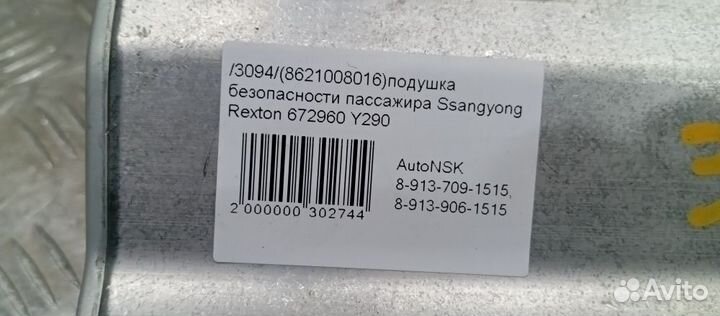 /3094/(8621008016)подушка
безопасности пассажира Ssangyong
Rexton 672960 Y290
AutoNSK
8-913-709-1515,
8-913-906-1515
2 000000 302744
Avito